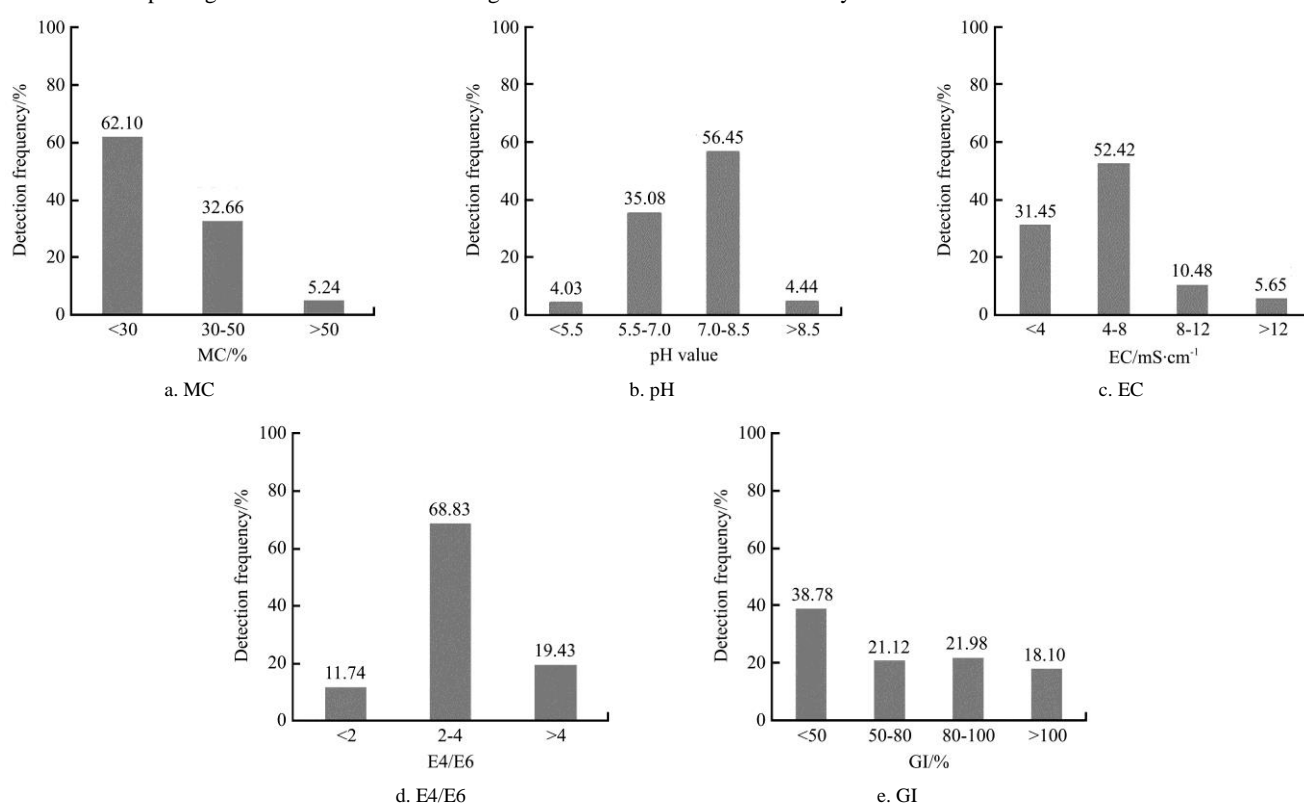 100
80
60
40
20
0
Detection frequency/%
62.10
32.66
5.24
<30 30-50 >50
MC/%
a. MC
100
80
60
40
20
0
Detection frequency/%
4.03
35.08
56.45
4.44
<5.5 5.5-7.0 7.0-8.5 >8.5
pH value
b. pH
100
80
60
40
20
0
Detection frequency/%
31.45
52.42
10.48
5.65
<4 4-8 8-12 >12
EC/mS·cm-1
c. EC
100
80
60
40
20
0
Detection frequency/%
11.74
68.83
19.43
<2 2-4 >4
E4/E6
d. E4/E6
100
80
60
40
20
0
Detection frequency/%
38.78
21.12
21.98
18.10
<50 50-80 80-100 >100
GI/%
e. GI